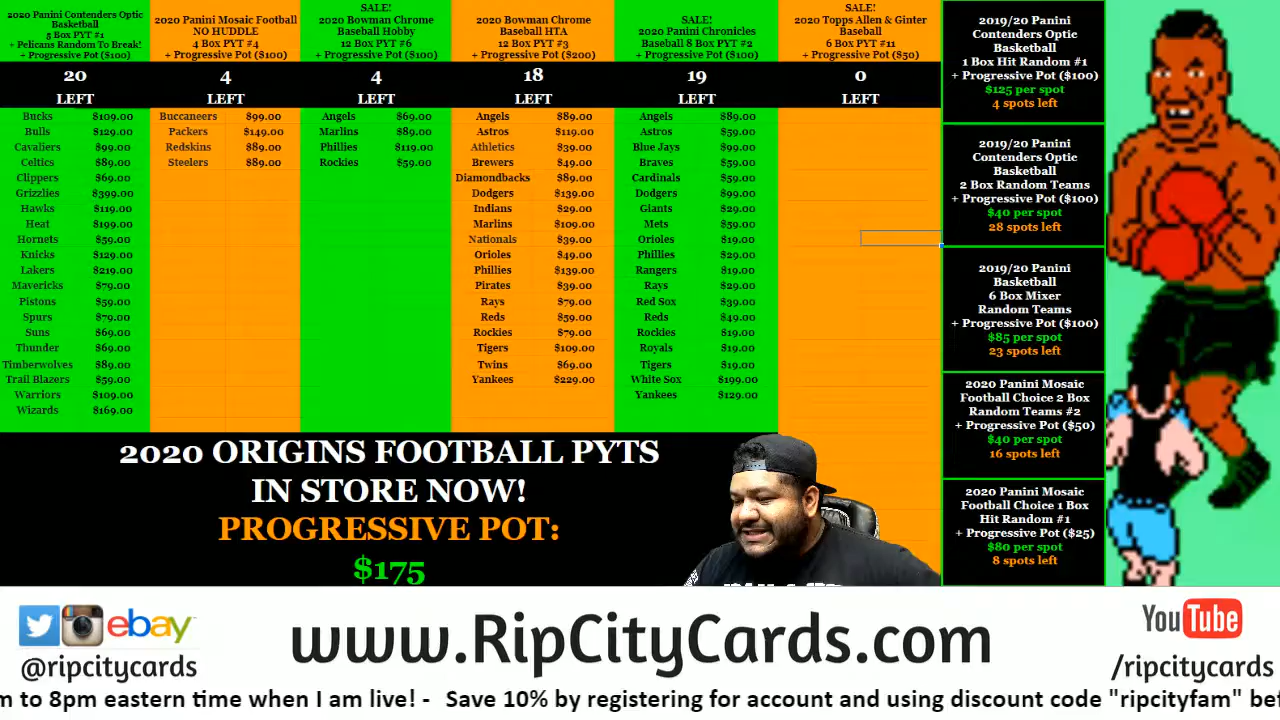 2020 Panini Contenders Optic
Basketball
5 Box PYT #1
+ Pelicans Random To Break!
+ Progressive Pot ($100)
20
LEFT
Bucks $109.00
Bulls $129.00
Cavaliers $99.00
Celtics $89.00
Clippers $69.00
Grizzlies $399.00
Hawks $119.00
Heat $199.00
Hornets $59.00
Knicks $129.00
Lakers $219.00
Mavericks $79.00
Pistons $59.00
Spurs $79.00
Suns $69.00
Thunder $69.00
Timberwolves $89.00
Trail Blazers $59.00
Warriors $109.00
Wizards $169.00
2020 Panini Mosaic Football
NO HUDDLE
4 Box PYT #4
+ Progressive Pot ($100)
4
LEFT
Buccaneers $99.00
Packers $149.00
Redskins $89.00
Steelers $89.00
SALE!
2020 Bowman Chrome
Baseball Hobby
12 Box PYT #6
+ Progressive Pot ($100)
4
LEFT
Angels $69.00
Marlins $89.00
Phillies $119.00
Rockies $59.00
2020 Bowman Chrome
Baseball HTA
12 Box PYT #3
+ Progressive Pot ($200)
18
LEFT
Angels $89.00
Astros $119.00
Athletics $39.00
Brewers $49.00
Diamondbacks $89.00
Dodgers $139.00
Indians $29.00
Marlins $109.00
Nationals $39.00
Orioles $49.00
Phillies $139.00
Pirates $39.00
Rays $79.00
Reds $59.00
Rockies $79.00
Tigers $109.00
Twins $69.00
Yankees $229.00
SALE!
2020 Panini Chronicles
Baseball 8 Box PYT #2
+ Progressive Pot ($100)
19
LEFT
Angels $89.00
Astros $59.00
Blue Jays $99.00
Braves $59.00
Cardinals $59.00
Dodgers $99.00
Giants $29.00
Mets $59.00
Orioles $19.00
Phillies $29.00
Rangers $19.00
Rays $29.00
Red Sox $39.00
Reds $49.00
Rockies $19.00
Royals $19.00
Tigers $19.00
White Sox $199.00
Yankees $129.00
SALE!
2020 Topps Allen & Ginter
Baseball
6 Box PYT #11
+ Progressive Pot ($50)
0
LEFT
2019/20 Panini
Contenders Optic
Basketball
1 Box Hit Random #1
+ Progressive Pot ($100)
$125 per spot
4 spots left
2019/20 Panini
Contenders Optic
Basketball
2 Box Random Teams
+ Progressive Pot ($100)
$40 per spot
28 spots left
2019/20 Panini
Basketball
6 Box Mixer
Random Teams
+ Progressive Pot ($100)
$85 per spot
23 spots left
2020 Panini Mosaic
Football Choice 2 Box
Random Teams #2
+ Progressive Pot ($50)
$40 per spot
16 spots left
2020 Panini Mosaic
Football Choice 1 Box
Hit Random #1
+ Progressive Pot ($25)
$80 per spot
8 spots left
2020 ORIGINS FOOTBALL PYTS
IN STORE NOW!
PROGRESSIVE POT:
$175
ebay
@ripcitycards
www.RipCityCards.com
YouTube
/ripcitycards
m to 8pm eastern time when I am live! - Save 10% by registering for account and using discount code "ripcityfam" bef